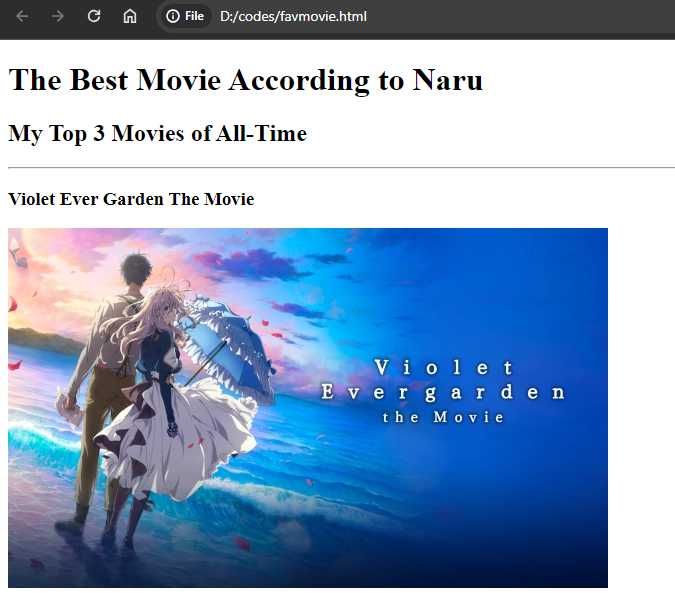 File D:/codes/favmovie.html
The Best Movie According to Naru
My Top 3 Movies of All-Time
Violet Ever Garden The Movie
Violet
Evergarden
the Movie